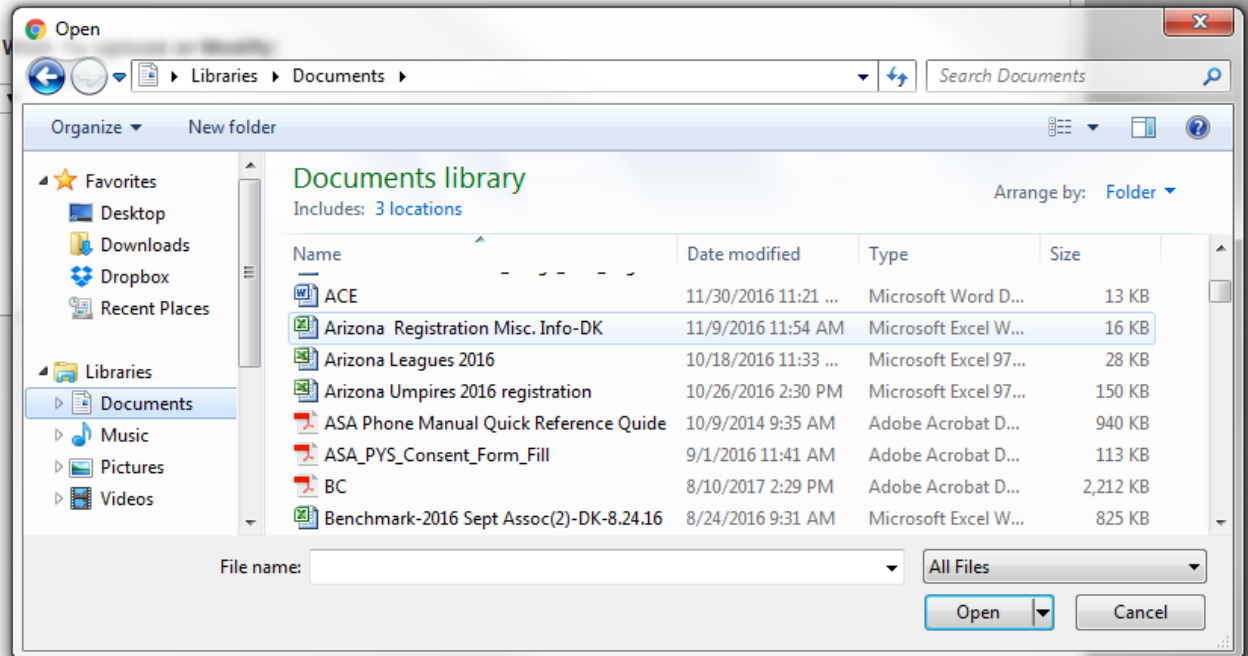 Open
Libraries Documents
Search Documents
Organize New folder
Favorites
Desktop
Downloads
Dropbox
Recent Places
Libraries
Documents
Music
Pictures
Videos
Documents library
Includes: 3 locations
Arrange by: Folder
Name Date modified Type Size
ACE 11/30/2016 11:21 ... Microsoft Word D... 13 KB
Arizona Registration Misc. Info-DK 11/9/2016 11:54 AM Microsoft Excel W... 16 KB
Arizona Leagues 2016 10/18/2016 11:33 ... Microsoft Excel 97... 28 KB
Arizona Umpires 2016 registration 10/26/2016 2:30 PM Microsoft Excel 97... 150 KB
ASA Phone Manual Quick Reference Quide 10/9/2014 9:35 AM Adobe Acrobat D... 940 KB
ASA_PYS_Consent_Form_Fill 9/1/2016 11:41 AM Adobe Acrobat D... 113 KB
BC 8/10/2017 2:29 PM Adobe Acrobat D... 2,212 KB
Benchmark-2016 Sept Assoc(2)-DK-8.24.16 8/24/2016 9:31 AM Microsoft Excel W... 825 KB
File name:
All Files
Open Cancel